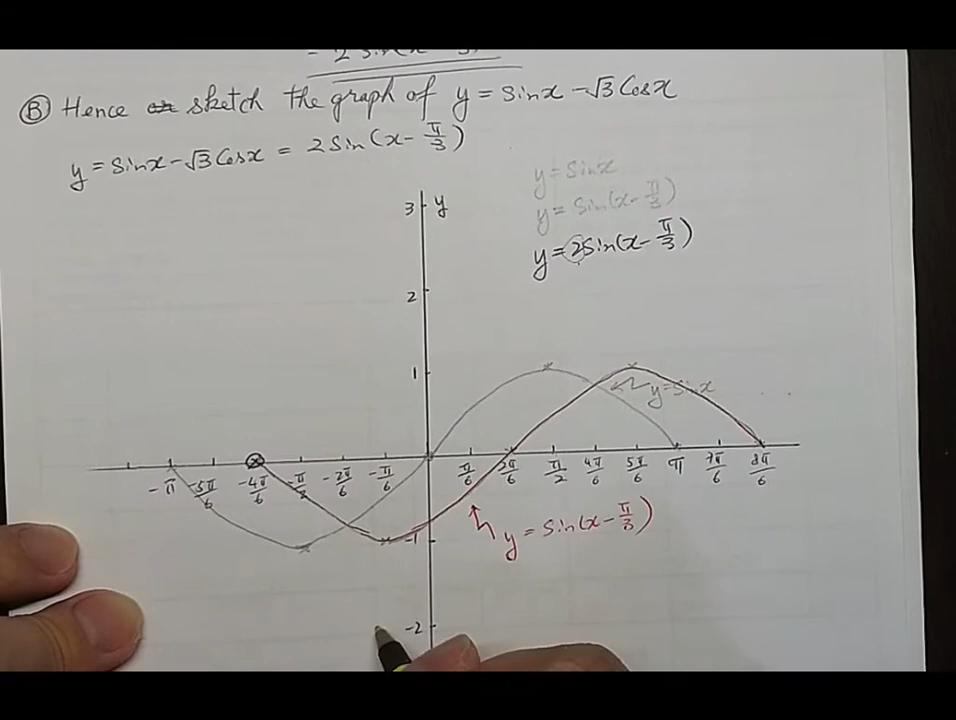 Ⓑ Hence sketch the graph of y = sinx - √3 Cosx
y = sinx - √3 Cosx = 2 sin(x - π/3)
y = sinx
y = sin(x - π/3)
y = 2sin(x - π/3)
3 y
2
1
y = sinx
-π -5π/6 -4π/6 -π/2 -2π/6 -π/6 π/6 2π/6 π/2 4π/6 5π/6 π 7π/6 8π/6
y = sin(x - π/3)
-1
-2